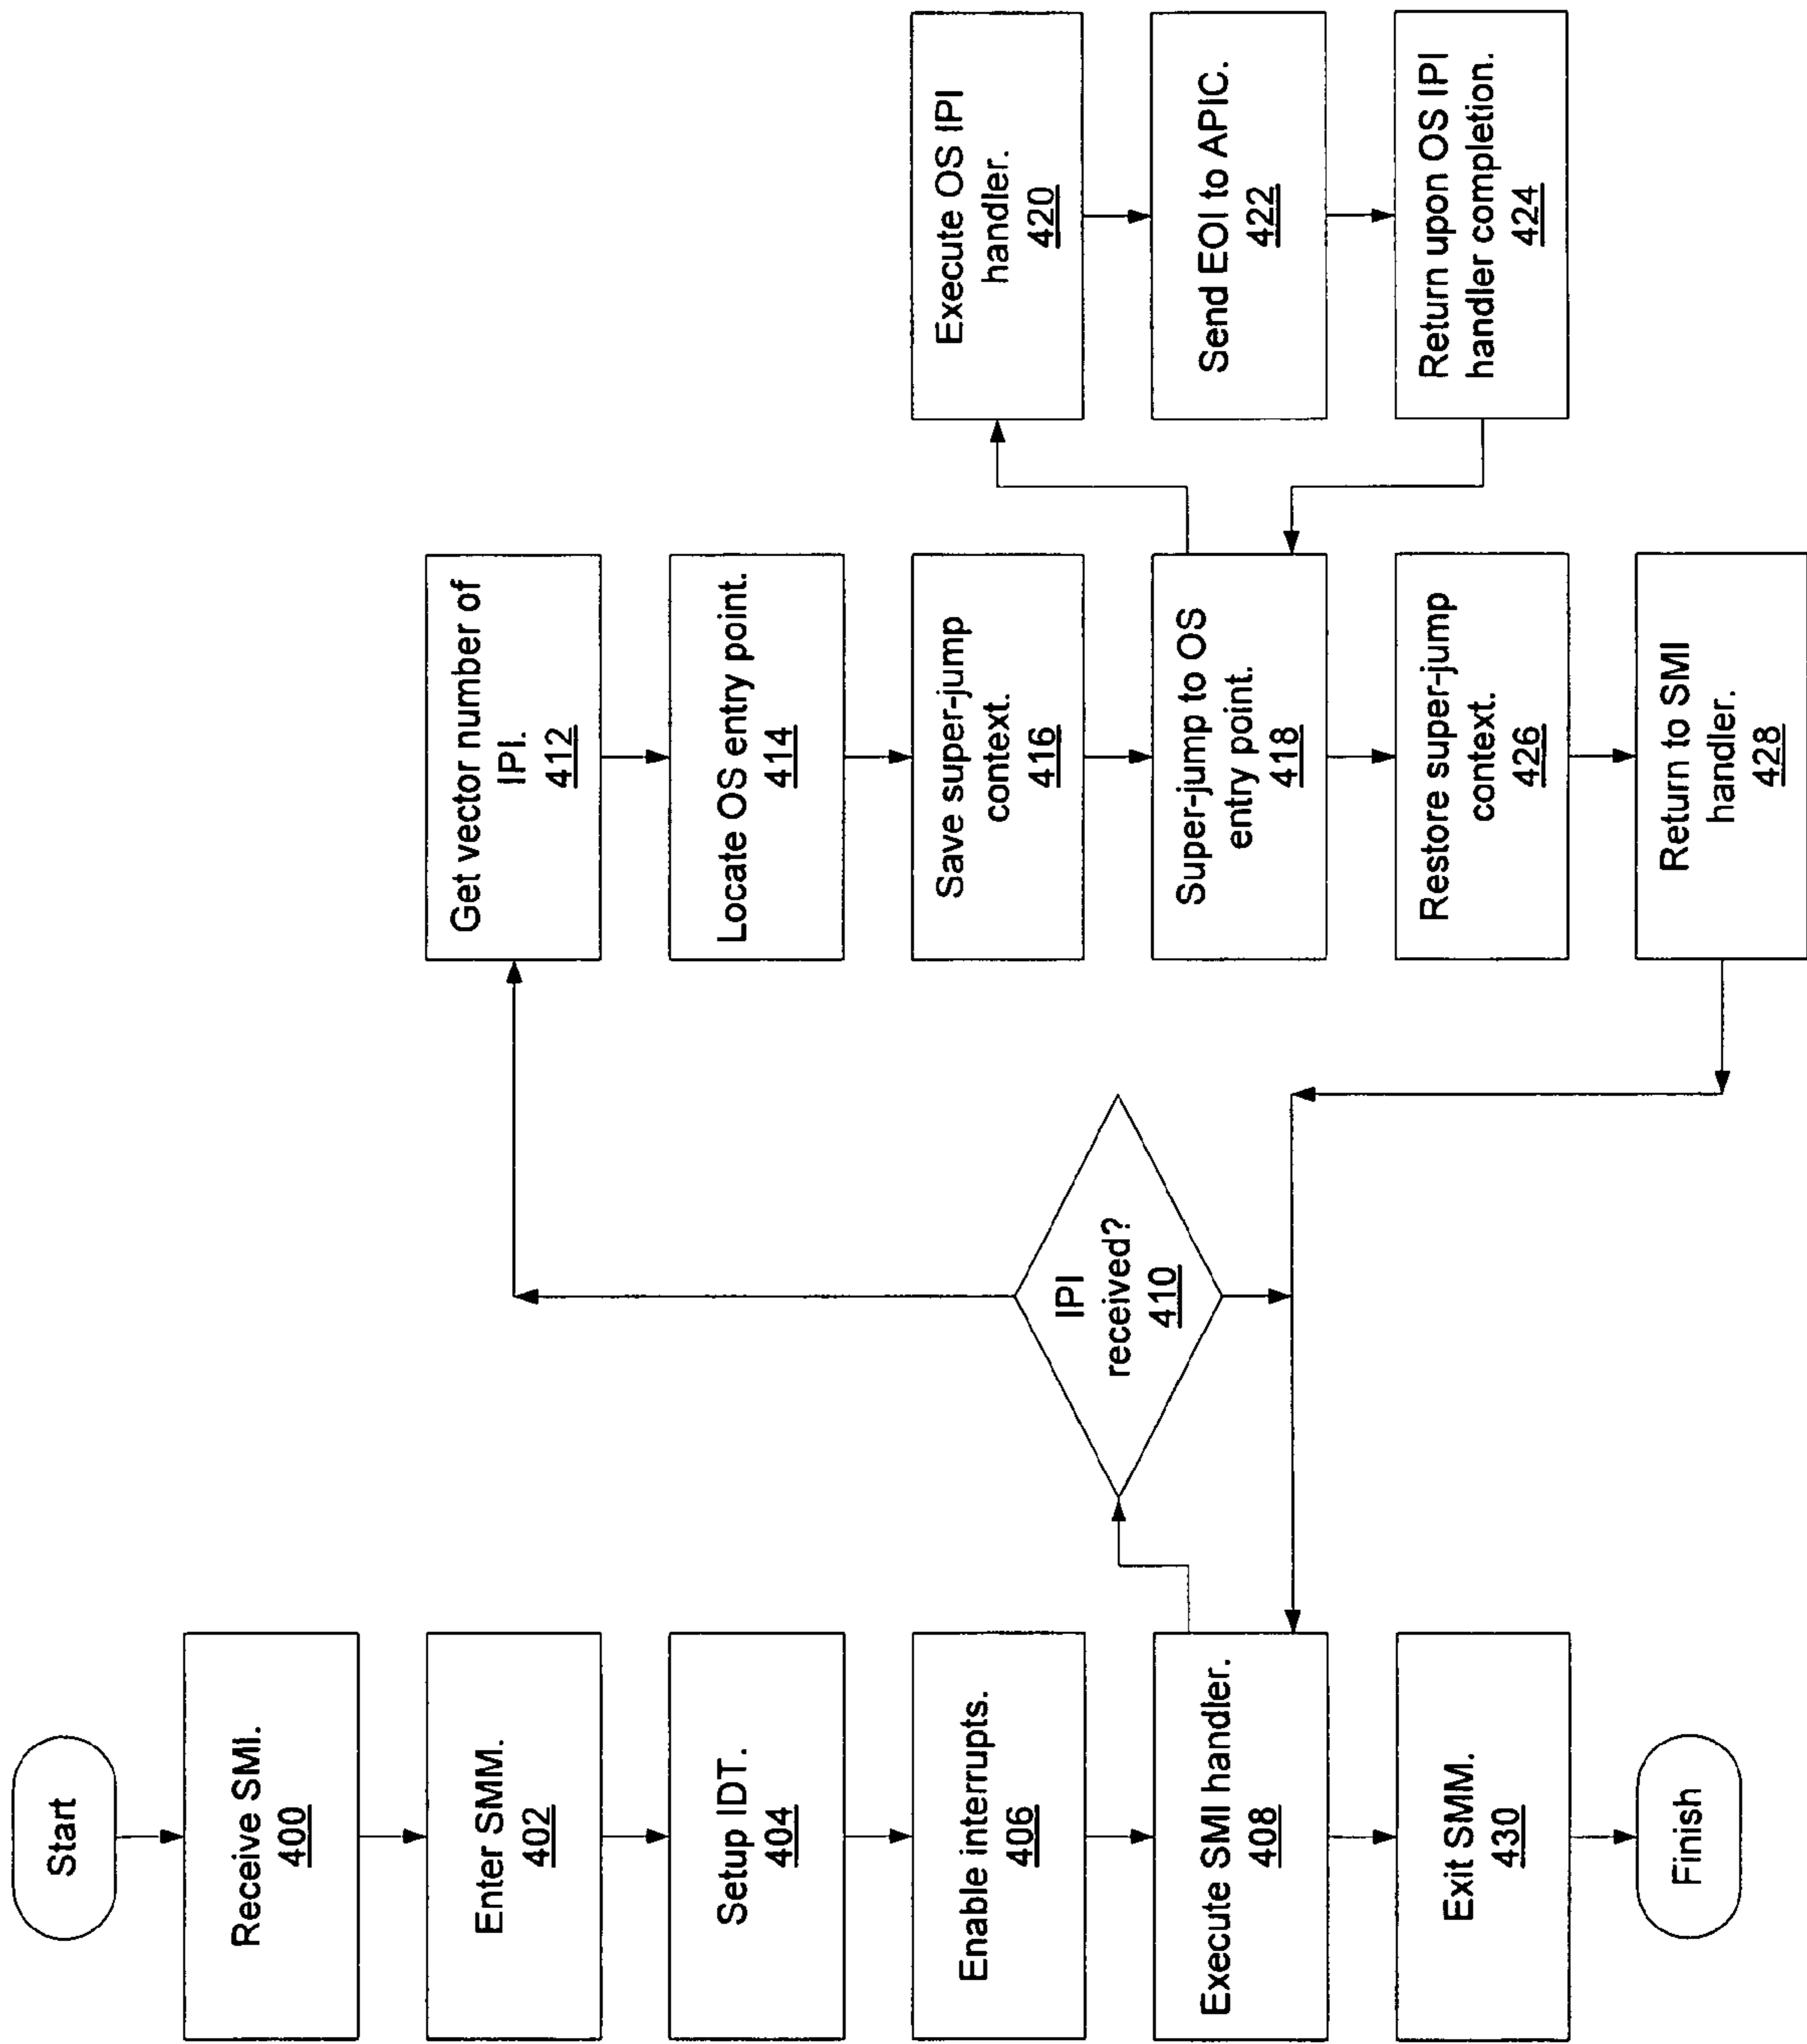 Start
Receive SMI.
400
Enter SMM.
402
Setup IDT.
404
Enable interrupts.
406
Execute SMI handler.
408
Exit SMM.
430
Finish
IPI
received?
410
Get vector number of
IPI.
412
Locate OS entry point.
414
Save super-jump
context.
416
Super-jump to OS
entry point.
418
Restore super-jump
context.
426
Return to SMI
handler.
428
Execute OS IPI
handler.
420
Send EOI to APIC.
422
Return upon OS IPI
handler completion.
424